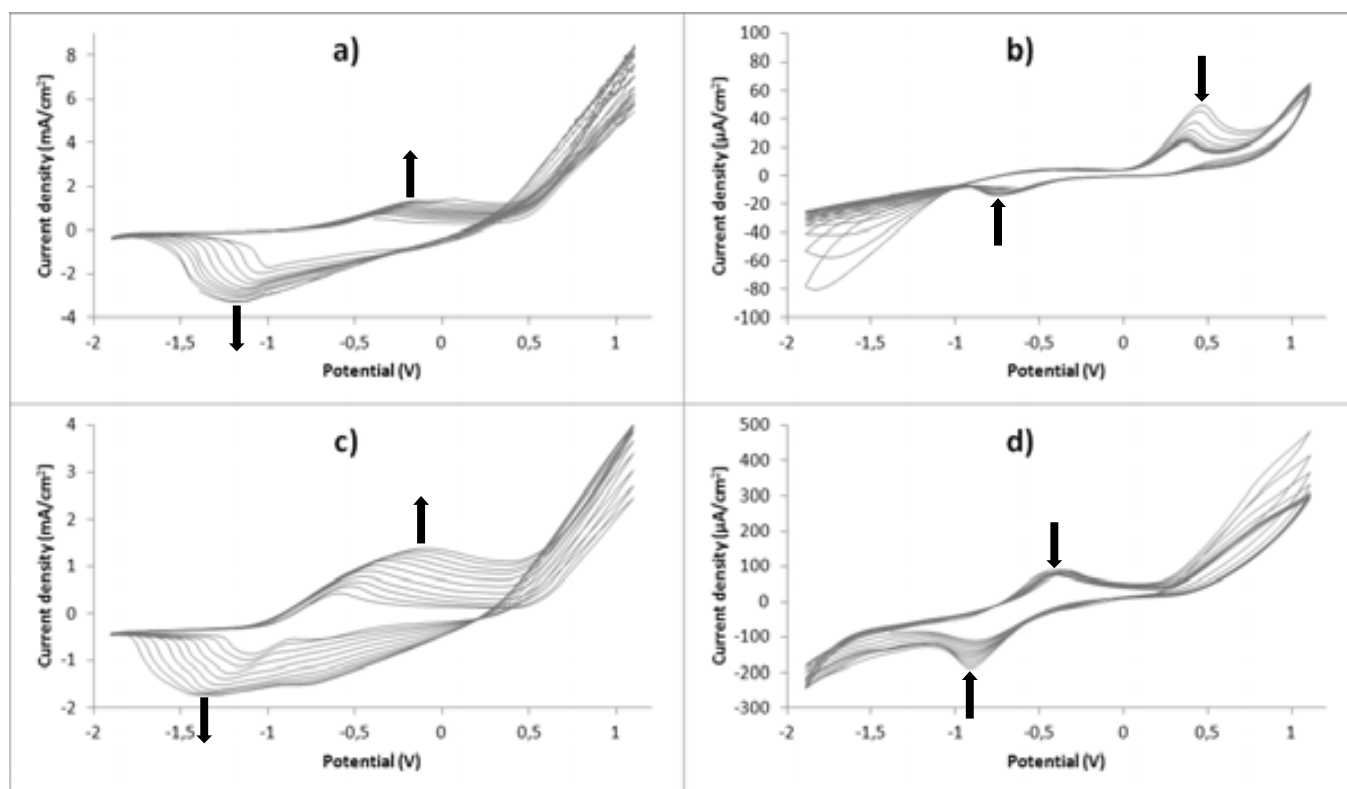 a)
Current density (mA/cm²)
8
6
4
2
0
-2
-4
-2 -1,5 -1 -0,5 0 0,5 1
Potential (V)
b)
Current density (µA/cm²)
100
80
60
40
20
0
-20
-40
-60
-80
-100
-2 -1,5 -1 -0,5 0 0,5 1
Potential (V)
c)
Current density (mA/cm²)
4
3
2
1
0
-1
-2
-2 -1,5 -1 -0,5 0 0,5 1
Potential (V)
d)
Current density (µA/cm²)
500
400
300
200
100
0
-100
-200
-300
-2 -1,5 -1 -0,5 0 0,5 1
Potential (V)